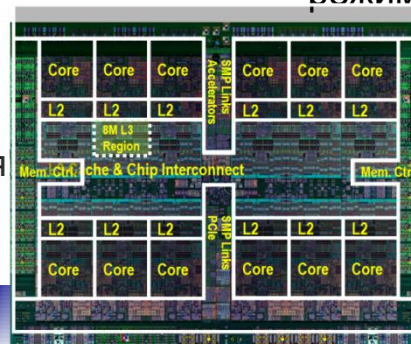 Core Core Core Core Core Core
SMP Links
Accelerators
L2 L2 L2 L2 L2 L2
8M L3
Region
я
Mem. Ctrl. che & Chip Interconnect Mem. Ctr
L2 L2 L2 L2 L2 L2
SMP Links
PCIe
Core Core Core Core Core Core